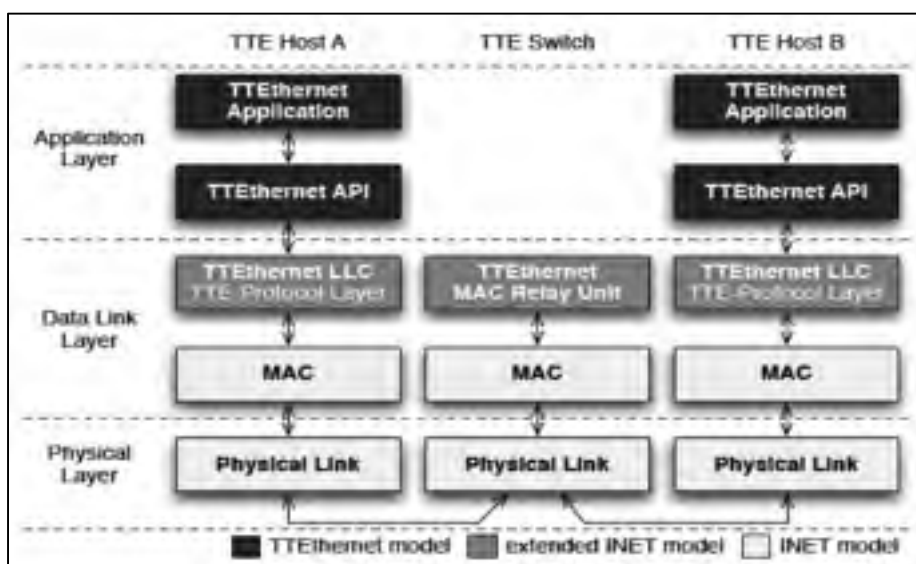 TTE Host A
TTE Switch
TTE Host B
Application
Layer
TTEthernet
Application
TTEthernet
Application
TTEthernet API
TTEthernet API
Data Link
Layer
TTEthernet LLC
TTE-Protocol Layer
TTEthernet
MAC Relay Unit
TTEthernet LLC
TTE-Protocol Layer
MAC
MAC
MAC
Physical
Layer
Physical Link
Physical Link
Physical Link
TTEthernet model
extended INET model
INET model